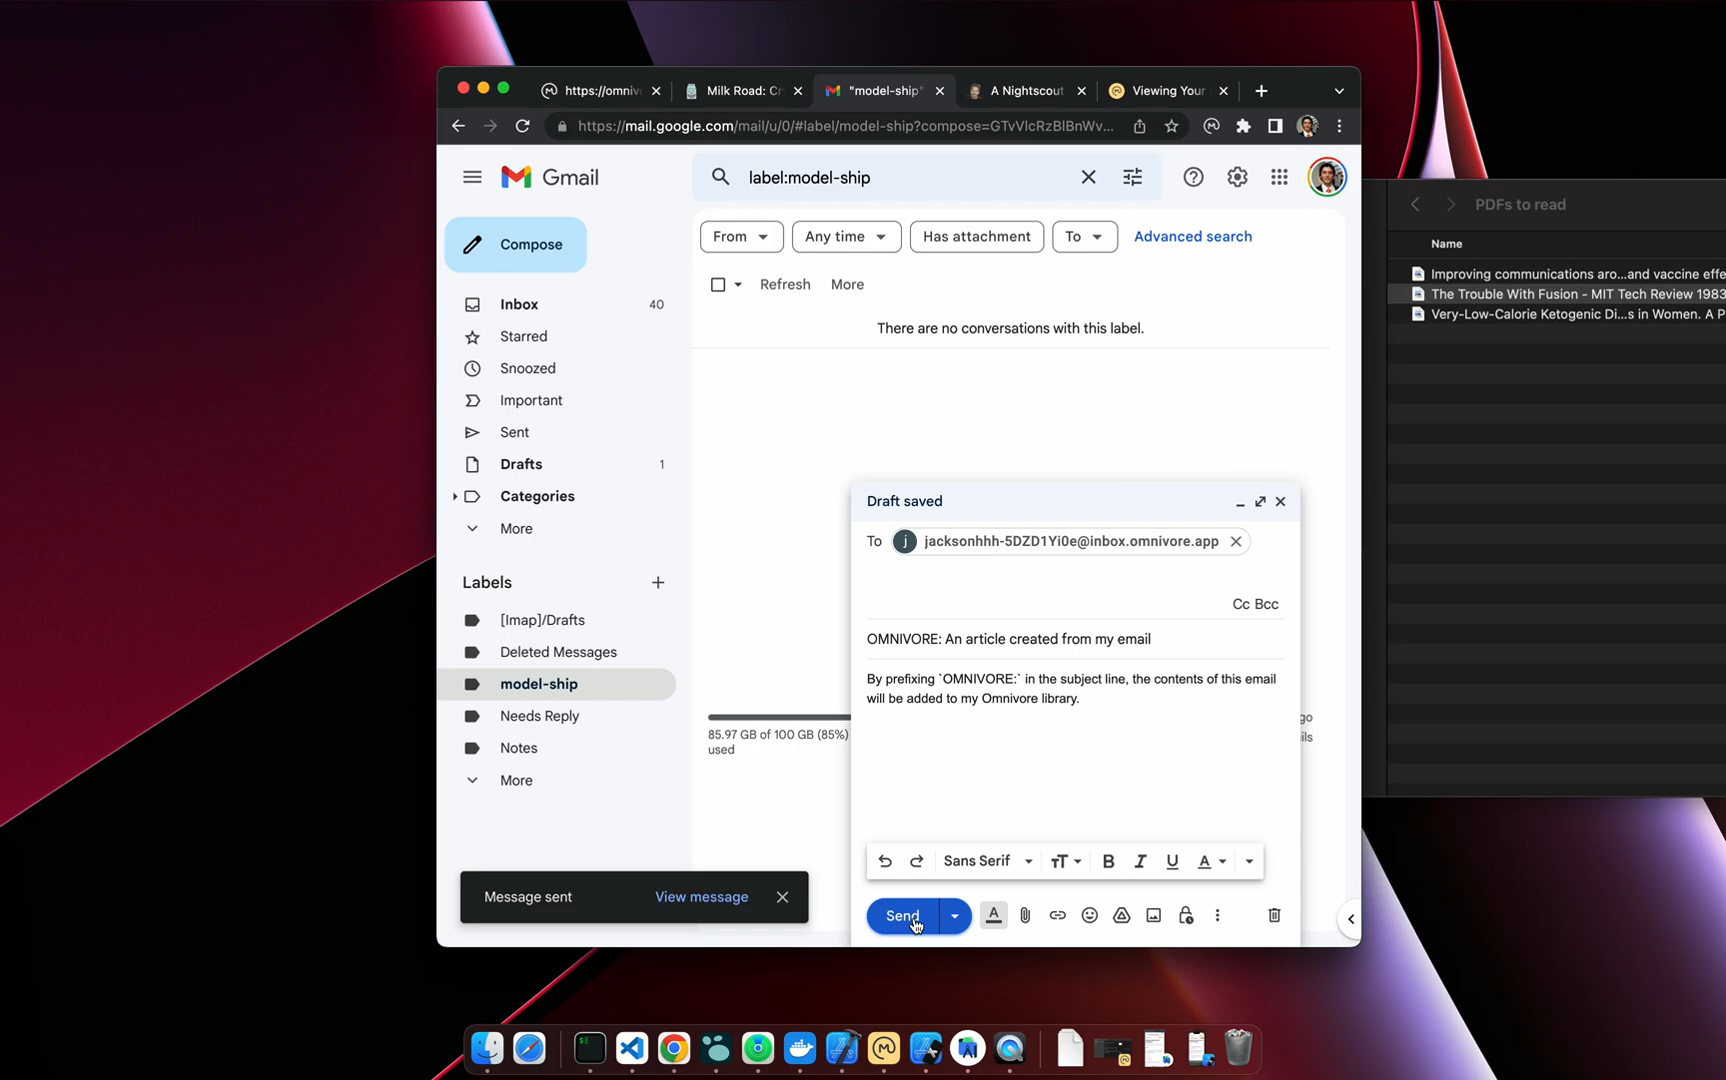 https://omniv
Milk Road: Cr
"model-ship"
A Nightscout
Viewing Your
https://mail.google.com/mail/u/0/#label/model-ship?compose=GTvVlcRzBlBnWv...
Gmail
label:model-ship
Compose
From
Any time
Has attachment
To
Advanced search
Refresh
More
There are no conversations with this label.
Inbox 40
Starred
Snoozed
Important
Sent
Drafts 1
Categories
More
Labels
[Imap]/Drafts
Deleted Messages
model-ship
Needs Reply
Notes
More
85.97 GB of 100 GB (85%)
used
go
ils
Draft saved
To j jacksonhhh-5DZD1Yi0e@inbox.omnivore.app
Cc Bcc
OMNIVORE: An article created from my email
By prefixing `OMNIVORE:` in the subject line, the contents of this email
will be added to my Omnivore library.
Sans Serif
B I U A
Send
Message sent
View message
PDFs to read
Name
Improving communications aro...and vaccine effe
The Trouble With Fusion - MIT Tech Review 1983
Very-Low-Calorie Ketogenic Di...s in Women. A P